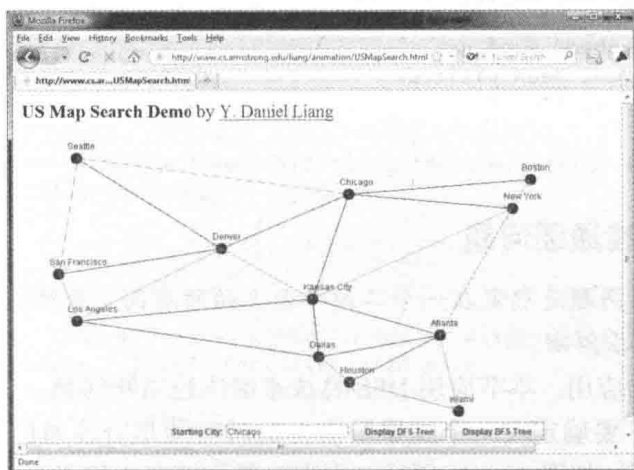 Mozilla Firefox
File Edit View History Bookmarks Tools Help
http://www.cs.armstrong.edu/liang/animation/USMapSearch.html
http://www.cs.ar...USMapSearch.html
US Map Search Demo by Y. Daniel Liang
Seattle
Boston
Chicago
New York
Denver
San Francisco
Kansas City
Los Angeles
Atlanta
Dallas
Houston
Miami
Starting City: Chicago
Display DFS Tree
Display BFS Tree
Done